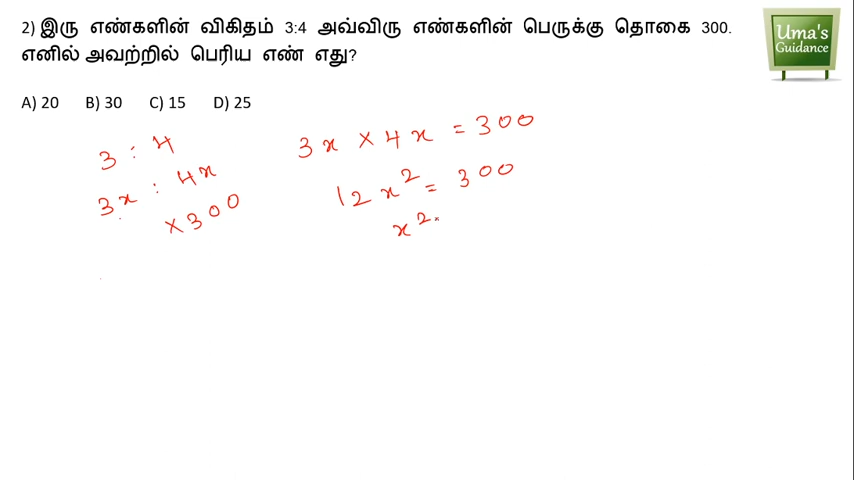 2) இரு எண்களின் விகிதம் 3:4 அவ்விரு எண்களின் பெருக்கு தொகை 300.
எனில் அவற்றில் பெரிய எண் எது?
Uma's
Guidance
A) 20 B) 30 C) 15 D) 25
3 : 4
3x : 4x
x 300
3x x 4x = 300
12x² = 300
x²